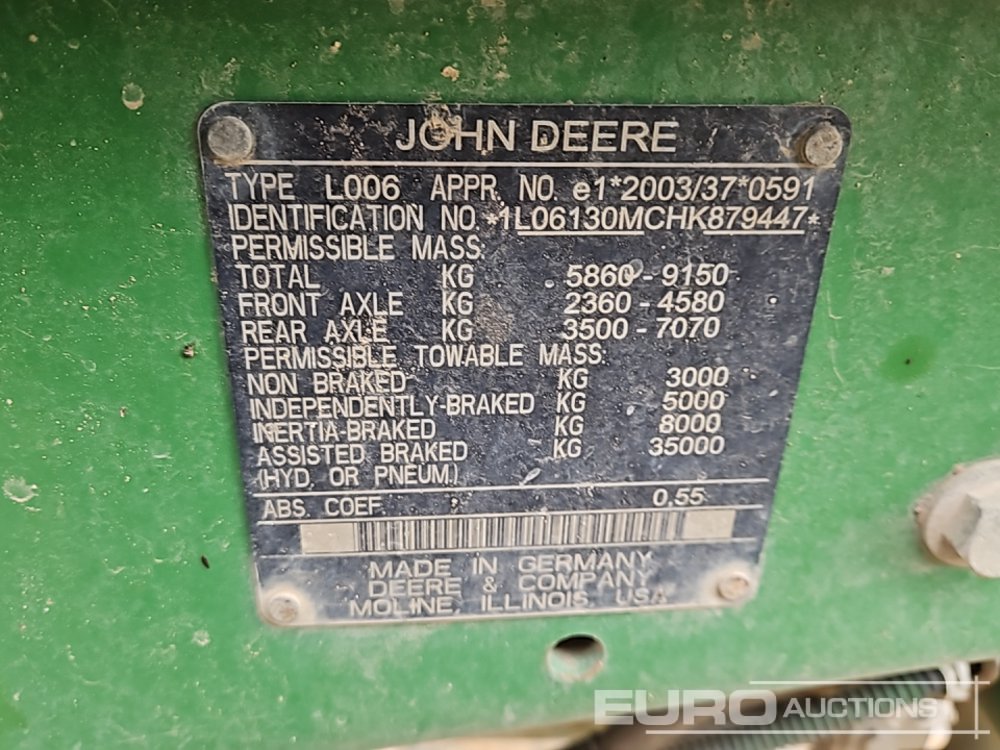 JOHN DEERE
TYPE L006 APPR. NO. e1*2003/37*0591
IDENTIFICATION NO. *1L06130MCHK879447*
PERMISSIBLE MASS:
TOTAL KG 5860 - 9150
FRONT AXLE KG 2360 - 4580
REAR AXLE KG 3500 - 7070
PERMISSIBLE TOWABLE MASS:
NON BRAKED KG 3000
INDEPENDENTLY-BRAKED KG 5000
INERTIA-BRAKED KG 8000
ASSISTED BRAKED KG 35000
(HYD. OR PNEUM.)
ABS. COEF. 0,55
MADE IN GERMANY
DEERE & COMPANY
MOLINE, ILLINOIS, USA
EURO AUCTIONS